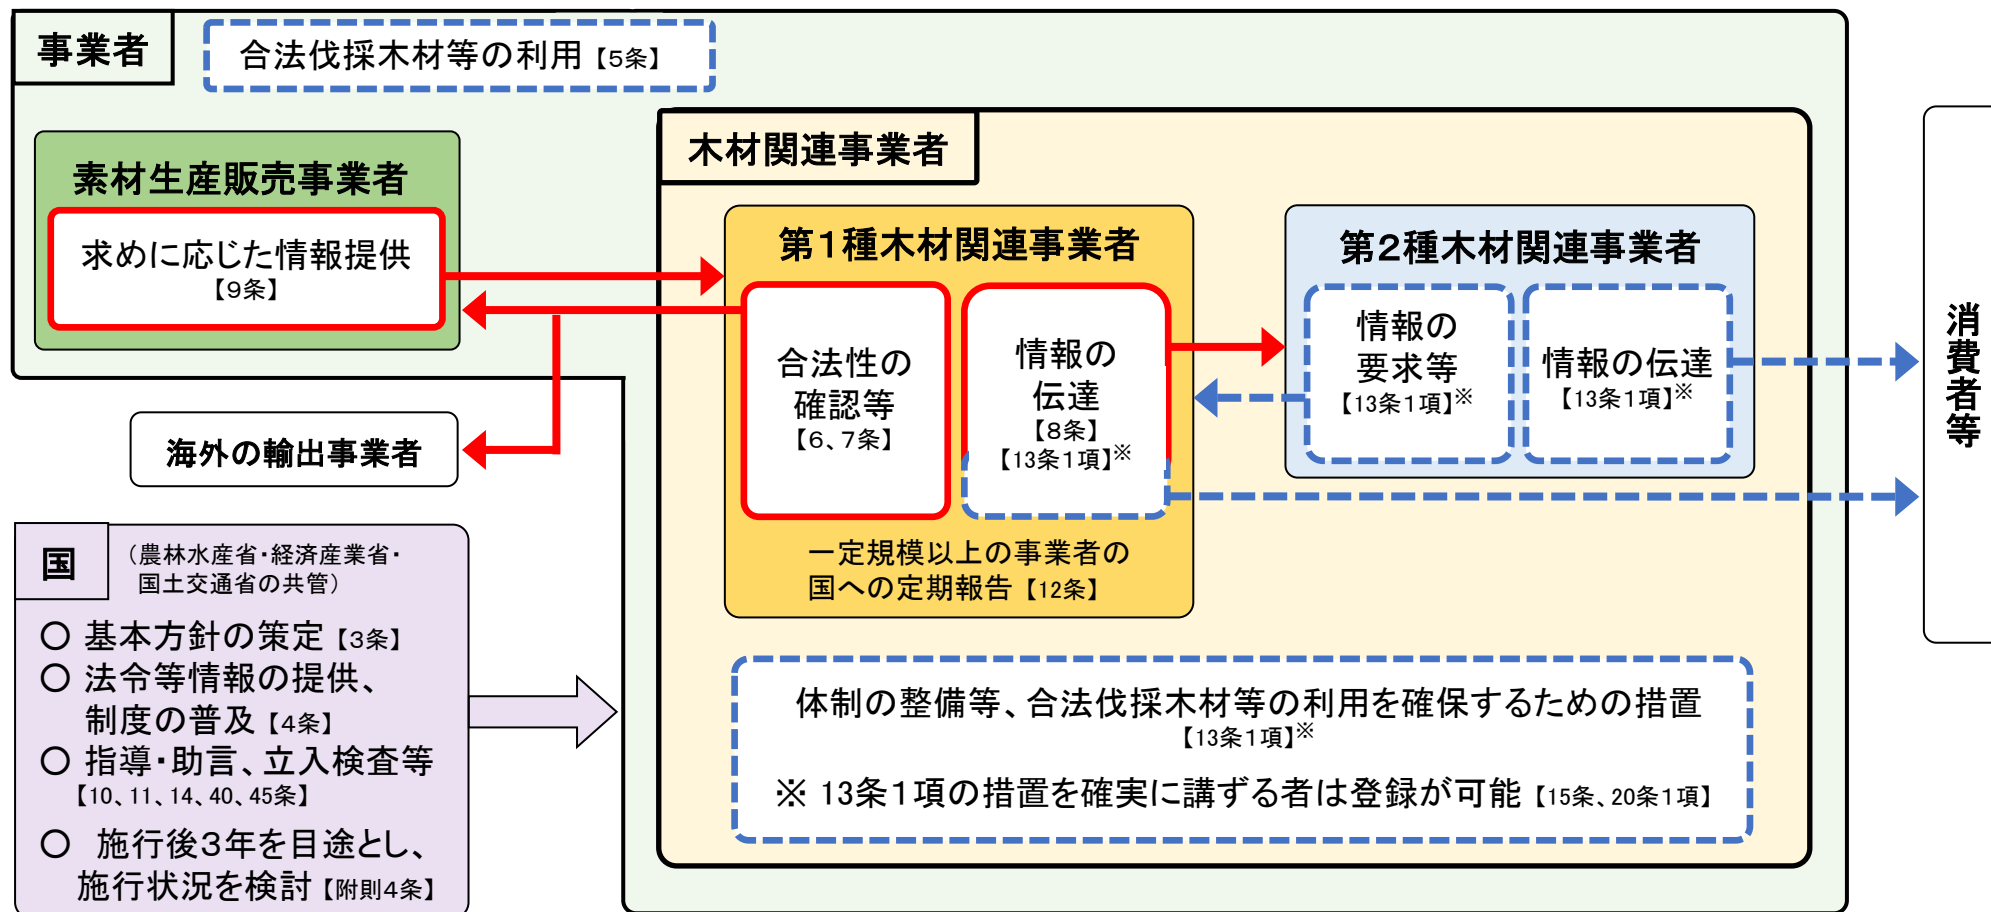 事業者
合法伐採木材等の利用【5条】
素材生産販売事業者
求めに応じた情報提供
【9条】
木材関連事業者
第1種木材関連事業者
合法性の
確認等
【6、7条】
情報の
伝達
【8条】
【13条1項】※
一定規模以上の事業者の
国への定期報告【12条】
第2種木材関連事業者
情報の
要求等
【13条1項】※
情報の伝達
【13条1項】※
消費者等
海外の輸出事業者
国
（農林水産省・経済産業省・
国土交通省の共管）
〇 基本方針の策定【3条】
〇 法令等情報の提供、
制度の普及【4条】
〇 指導・助言、立入検査等
【10、11、14、40、45条】
〇 施行後3年を目途とし、
施行状況を検討【附則4条】
体制の整備等、合法伐採木材等の利用を確保するための措置
【13条1項】※
※ 13条1項の措置を確実に講ずる者は登録が可能【15条、20条1項】